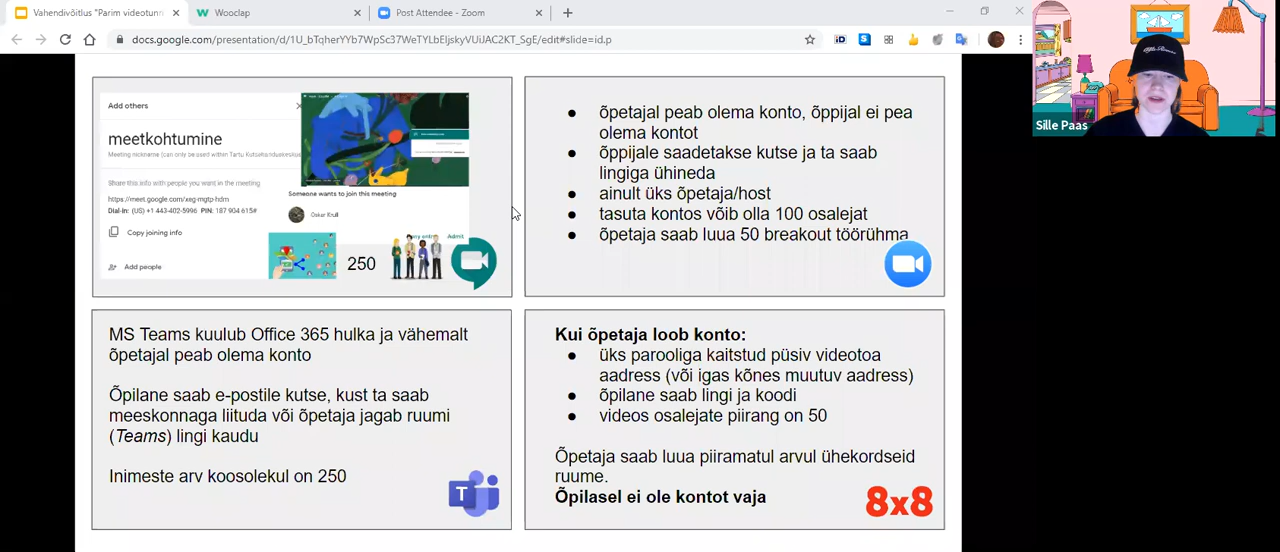 Vahendivõitlus "Parim videotunn
Wooclap
Post Attendee - Zoom
docs.google.com/presentation/d/1U_bTqheYD7VWpSc37WeTYLbEljskyVUiJAC2KT_SgE/edit#slide=id.p
Sille Paas
Add others
meetkohtumine
Meeting nickname (can only be used within Tartu Kutsehariduskeskus
Share this info with people you want in the meeting
https://meet.google.com/xeg-mgtp-hdm
Dial-in: (US) +1 443-402-5996 PIN: 187 904 615#
Copy joining info
Add people
Someone wants to join this meeting
Oskar Krull
Admit
250
õpetajal peab olema konto, õppijal ei pea
olema kontot
õppijale saadetakse kutse ja ta saab
lingiga ühineda
ainult üks õpetaja/host
tasuta kontos võib olla 100 osalejat
õpetaja saab luua 50 breakout töörühma
MS Teams kuulub Office 365 hulka ja vähemalt
õpetajal peab olema konto
Õpilane saab e-postile kutse, kust ta saab
meeskonnaga liituda või õpetaja jagab ruumi
(Teams) lingi kaudu
Inimeste arv koosolekul on 250
T
Kui õpetaja loob konto:
üks parooliga kaitstud püsiv videotoa
aadress (või igas kõnes muutuv aadress)
õpilane saab lingi ja koodi
videos osalejate piirang on 50
Õpetaja saab luua piiramatul arvul ühekordseid
ruume.
Õpilasel ei ole kontot vaja
8x8